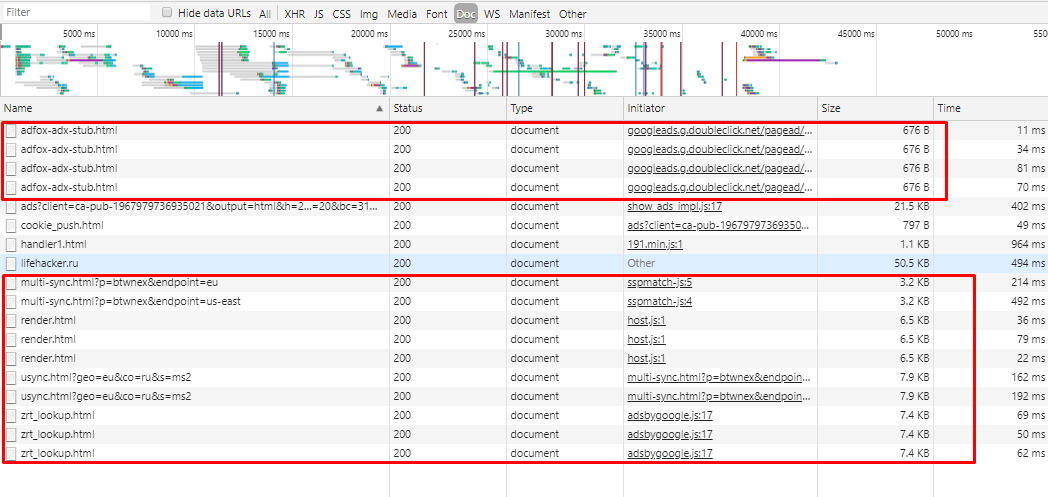 Filter Hide data URLs All XHR JS CSS Img Media Font Doc WS Manifest Other
5000 ms 10000 ms 15000 ms 20000 ms 25000 ms 30000 ms 35000 ms 40000 ms 45000 ms 50000 ms 550
Name Status Type Initiator Size Time
adfox-adx-stub.html 200 document googleads.g.doubleclick.net/pagead/... 676 B 11 ms
adfox-adx-stub.html 200 document googleads.g.doubleclick.net/pagead/... 676 B 34 ms
adfox-adx-stub.html 200 document googleads.g.doubleclick.net/pagead/... 676 B 81 ms
adfox-adx-stub.html 200 document googleads.g.doubleclick.net/pagead/... 676 B 70 ms
ads?client=ca-pub-1967979736935021&output=html&h=2...=20&bc=31... 200 document show_ads_impl.js:17 21.5 KB 402 ms
cookie_push.html 200 document ads?client=ca-pub-19679797369350... 797 B 49 ms
handler1.html 200 document 191.min.js:1 1.1 KB 964 ms
lifehacker.ru 200 document Other 50.5 KB 494 ms
multi-sync.html?p=btwnex&endpoint=eu 200 document sspmatch-js:5 3.2 KB 214 ms
multi-sync.html?p=btwnex&endpoint=us-east 200 document sspmatch-js:4 3.2 KB 492 ms
render.html 200 document host.js:1 6.5 KB 36 ms
render.html 200 document host.js:1 6.5 KB 79 ms
render.html 200 document host.js:1 6.5 KB 22 ms
usync.html?geo=eu&co=ru&s=ms2 200 document multi-sync.html?p=btwnex&endpoin... 7.9 KB 162 ms
usync.html?geo=eu&co=ru&s=ms2 200 document multi-sync.html?p=btwnex&endpoin... 7.9 KB 192 ms
zrt_lookup.html 200 document adsbygoogle.js:17 7.4 KB 69 ms
zrt_lookup.html 200 document adsbygoogle.js:17 7.4 KB 50 ms
zrt_lookup.html 200 document adsbygoogle.js:17 7.4 KB 62 ms